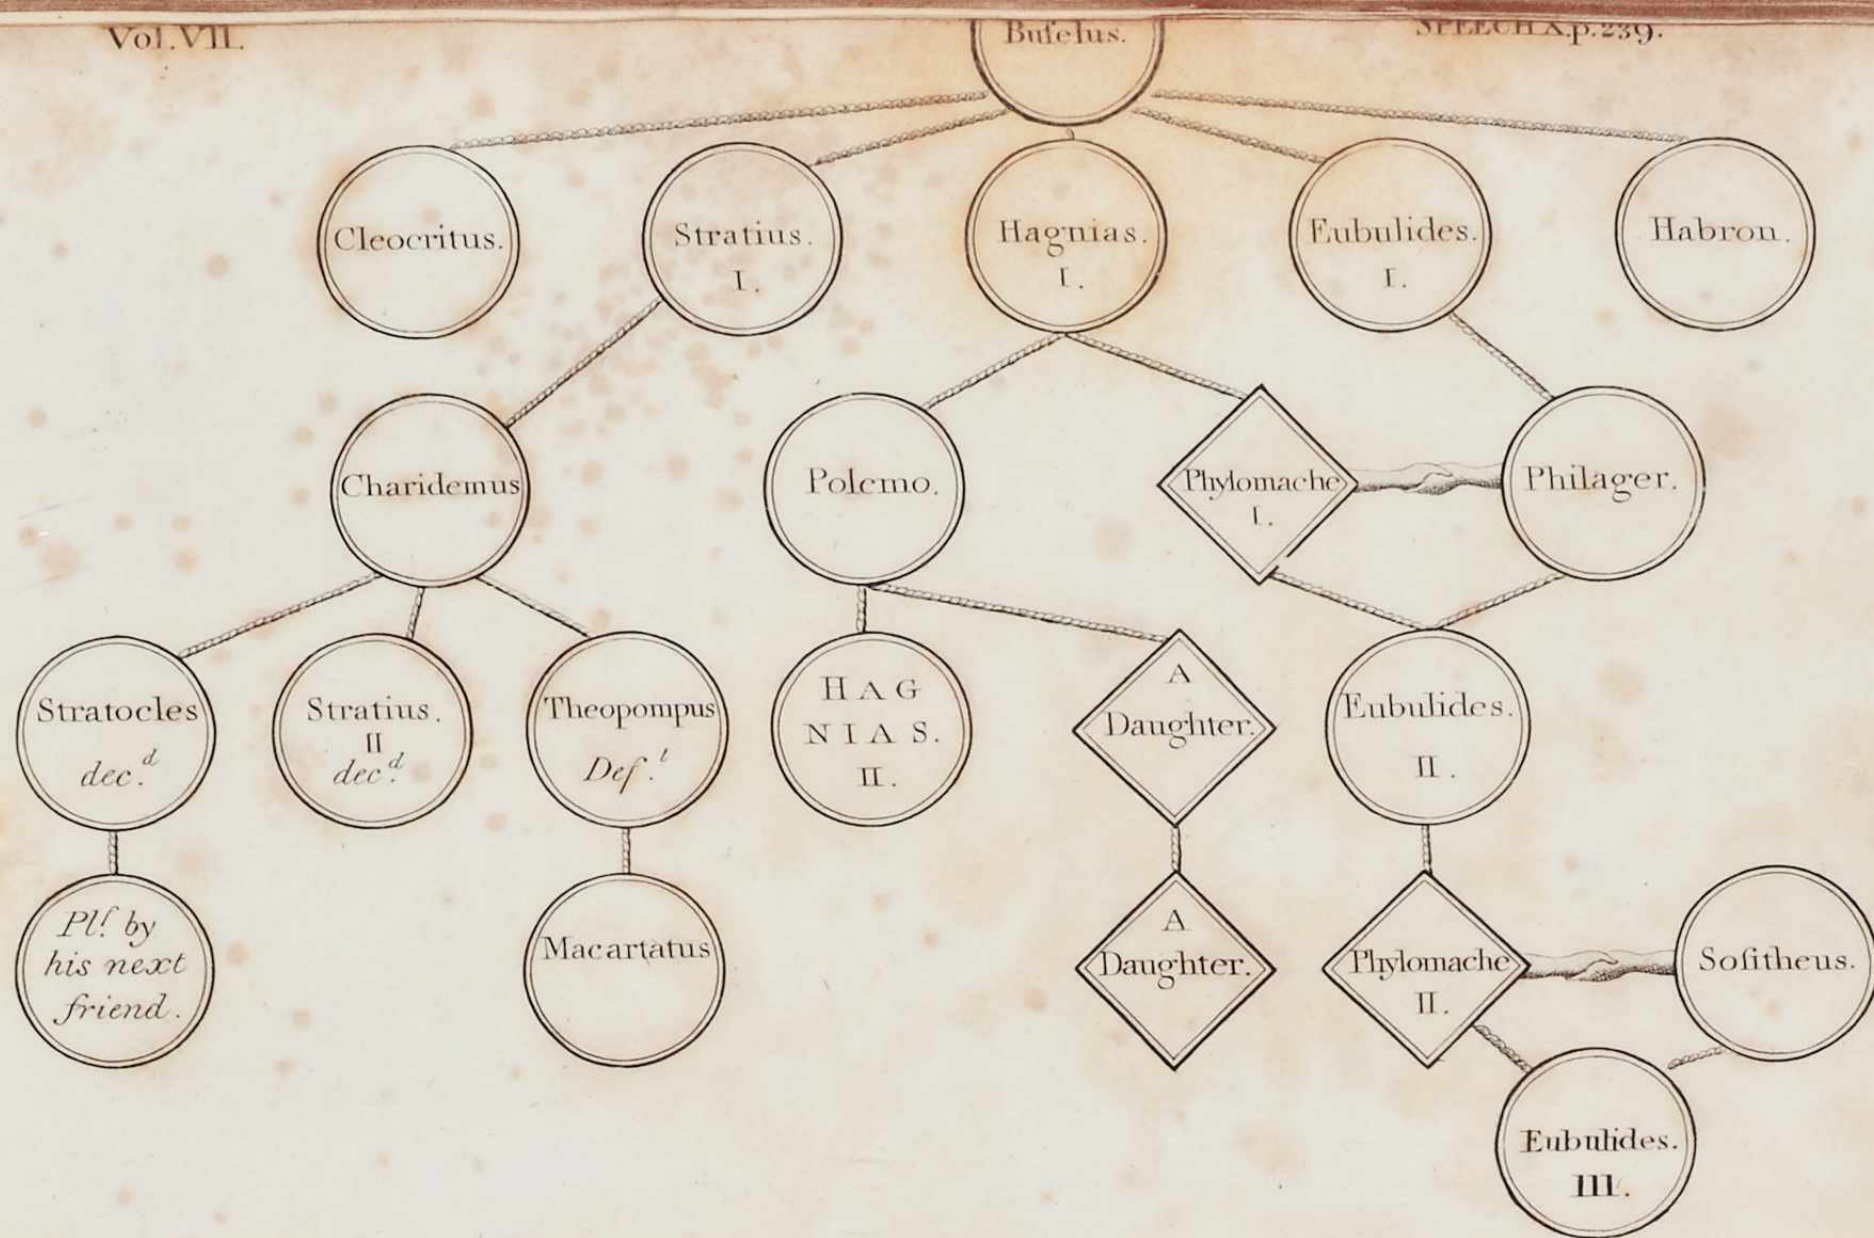 Vol. VII.
Buſelus.
SPEECH X. p. 239.
Cleocritus.
Stratius.
I.
Hagnias.
I.
Eubulides.
I.
Habron.
Charidemus
Polemo.
Phylomache
I.
Philager.
Stratocles
dec.d
Stratius.
II
dec.d
Theopompus
Def.t
HAG
NIAS.
II.
A
Daughter.
Eubulides.
II.
Pl.f by
his next
friend.
Macartatus
A
Daughter.
Phylomache
II.
Soſitheus.
Eubulides.
III.